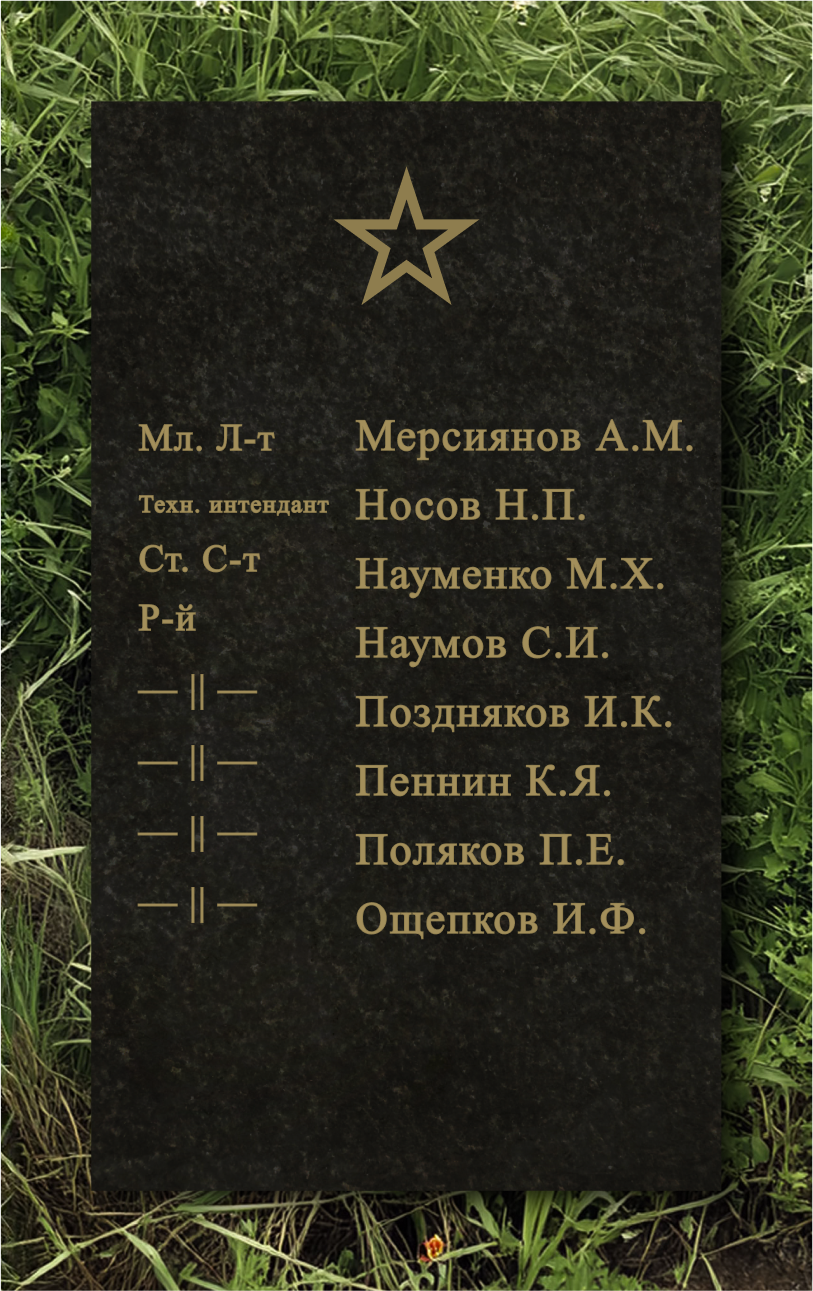 Мл. Л-т Мерсиянов А.М.
Техн. интендант Носов Н.П.
Ст. С-т Науменко М.Х.
Р-й Наумов С.И.
— || — Поздняков И.К.
— || — Пеннин К.Я.
— || — Поляков П.Е.
— || — Ощепков И.Ф.